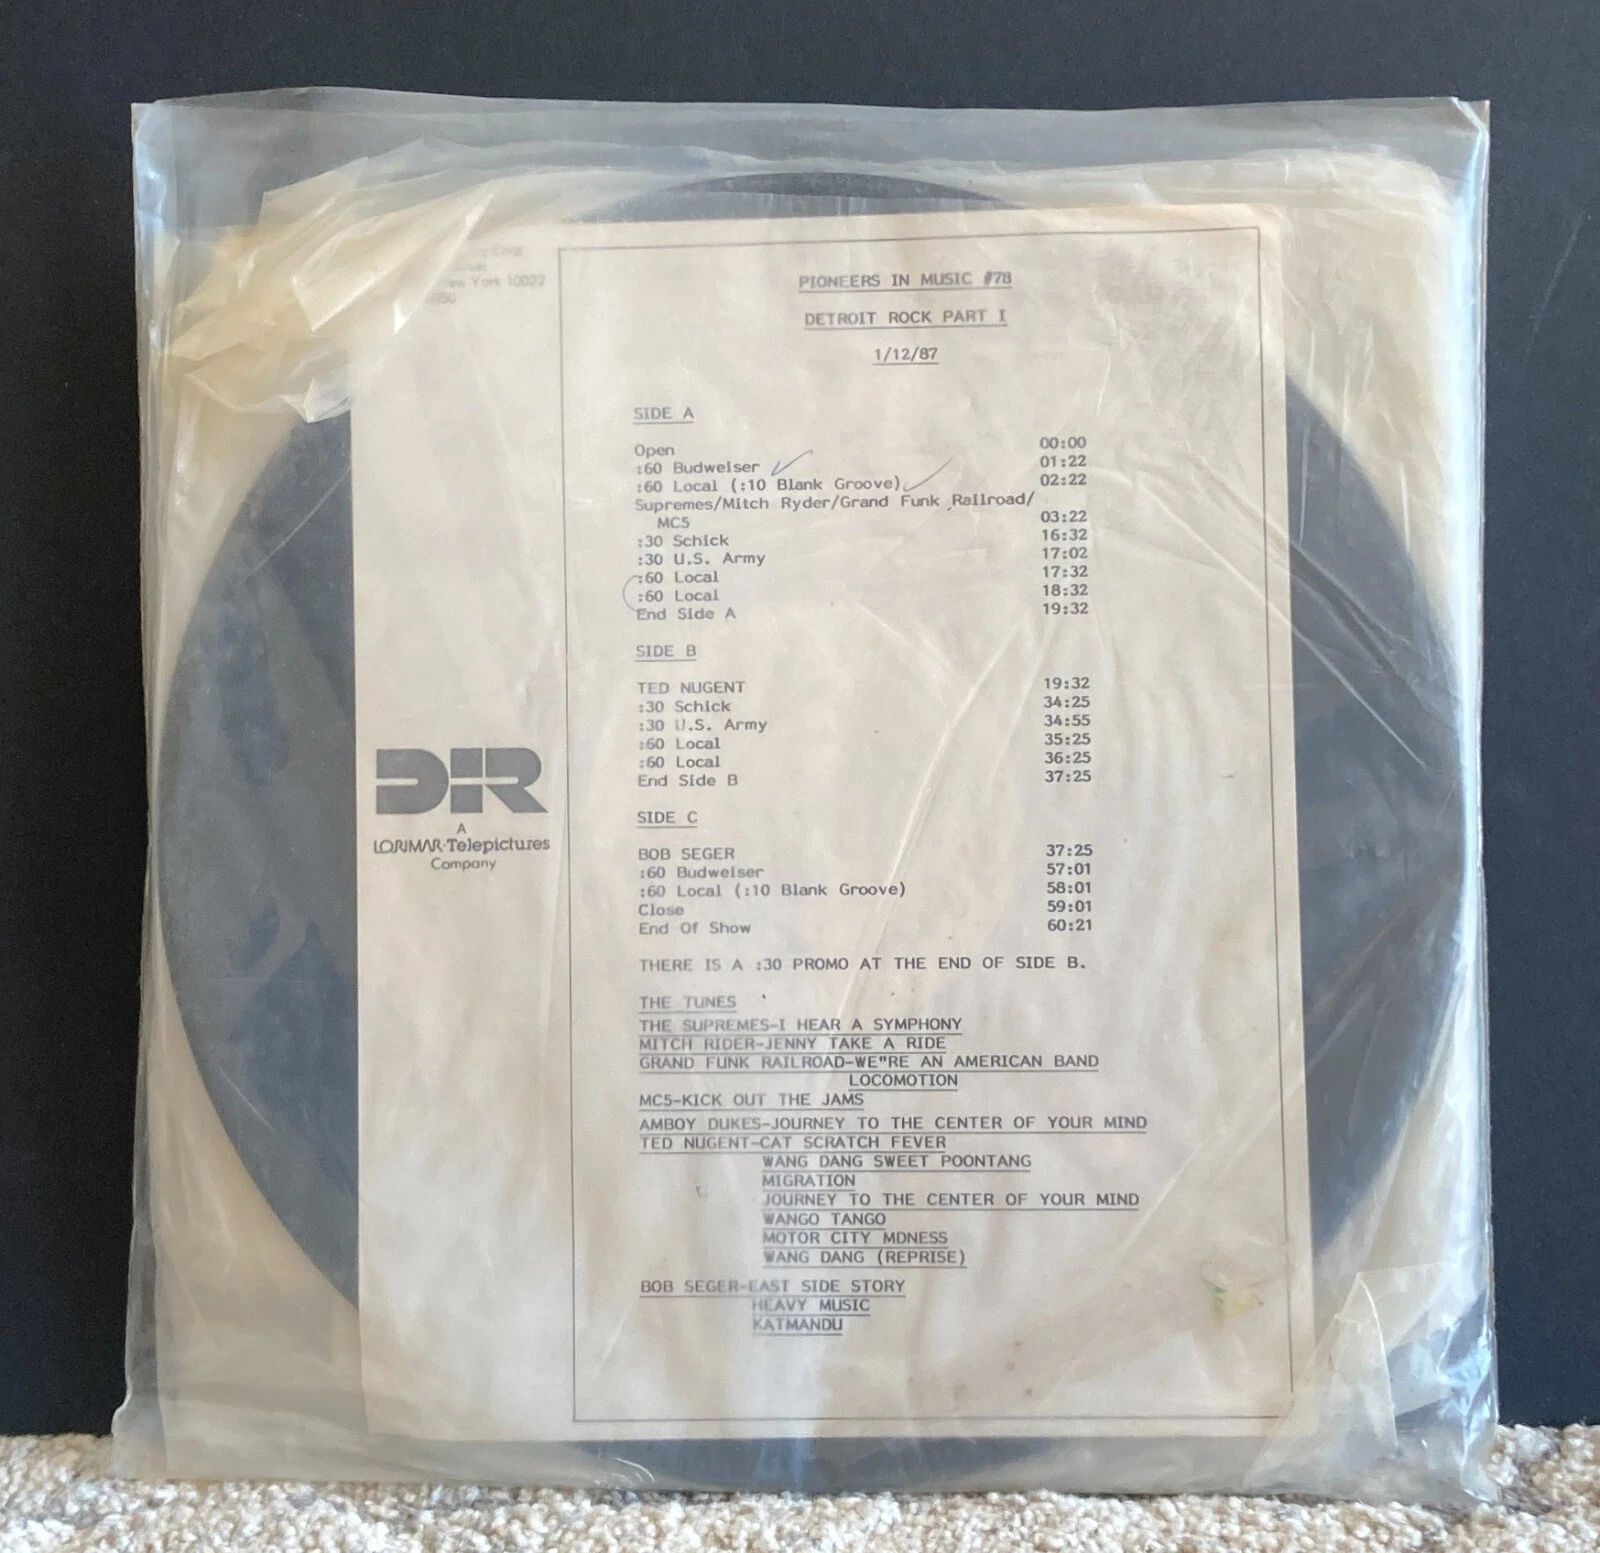 Corp.
New York 10022
PIONEERS IN MUSIC #78
DETROIT ROCK PART I
1/12/87
SIDE A
Open 00:00
:60 Budweiser 01:22
:60 Local (:10 Blank Groove) 02:22
Supremes/Mitch Ryder/Grand Funk Railroad/
MC5 03:22
:30 Schick 16:32
:30 U.S. Army 17:02
:60 Local 17:32
:60 Local 18:32
End Side A 19:32
SIDE B
TED NUGENT 19:32
:30 Schick 34:25
:30 U.S. Army 34:55
:60 Local 35:25
:60 Local 36:25
End Side B 37:25
DIR
A
LORIMAR-Telepictures
Company
SIDE C
BOB SEGER 37:25
:60 Budweiser 57:01
:60 Local (:10 Blank Groove) 58:01
Close 59:01
End Of Show 60:21
THERE IS A :30 PROMO AT THE END OF SIDE B.
THE TUNES
THE SUPREMES-I HEAR A SYMPHONY
MITCH RIDER-JENNY TAKE A RIDE
GRAND FUNK RAILROAD-WE"RE AN AMERICAN BAND
LOCOMOTION
MC5-KICK OUT THE JAMS
AMBOY DUKES-JOURNEY TO THE CENTER OF YOUR MIND
TED NUGENT-CAT SCRATCH FEVER
WANG DANG SWEET POONTANG
MIGRATION
JOURNEY TO THE CENTER OF YOUR MIND
WANGO TANGO
MOTOR CITY MDNESS
WANG DANG (REPRISE)
BOB SEGER-EAST SIDE STORY
HEAVY MUSIC
KATMANDU